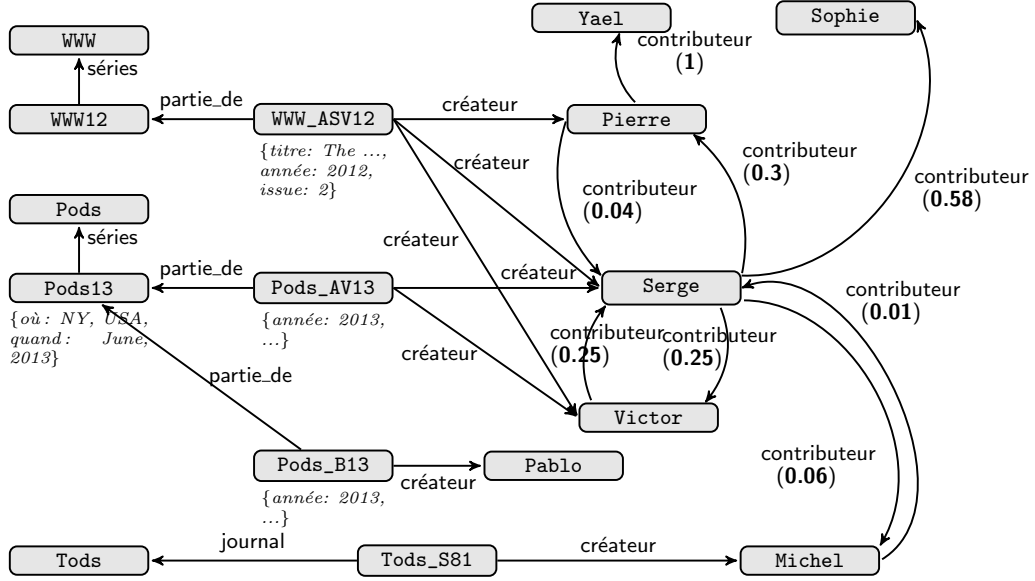 Yael
Sophie
WWW
contributeur
(1)
séries
partie_de
créateur
WWW12
WWW_ASV12
Pierre
{titre: The ...,
année: 2012,
issue: 2}
créateur
contributeur
(0.3)
contributeur
(0.58)
contributeur
(0.04)
Pods
séries
créateur
partie_de
créateur
Pods13
Pods_AV13
Serge
contributeur
(0.01)
{où: NY, USA,
quand: June,
2013}
{année: 2013,
...}
contributeur
(0.25)
contributeur
(0.25)
créateur
partie_de
Victor
contributeur
(0.06)
Pods_B13
Pablo
créateur
{année: 2013,
...}
journal
créateur
Tods
Tods_S81
Michel